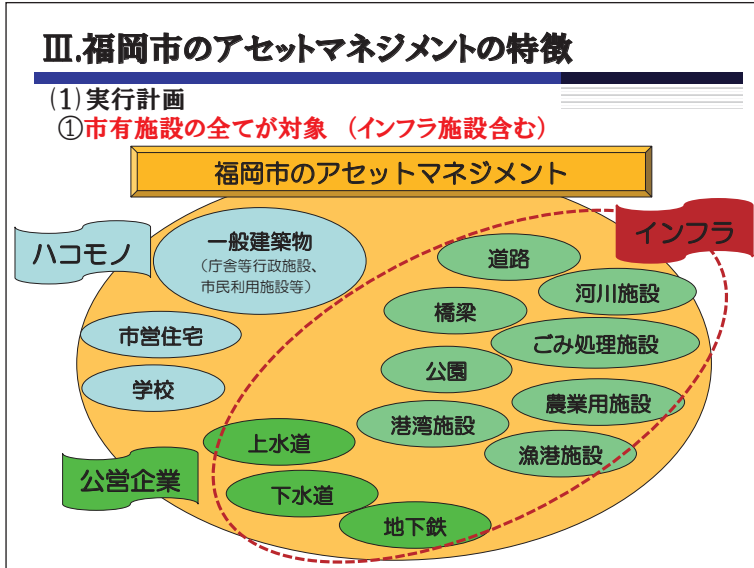 Ⅲ.福岡市のアセットマネジメントの特徴
(1)実行計画
①市有施設の全てが対象 (インフラ施設含む)
福岡市のアセットマネジメント
ハコモノ
一般建築物
(庁舎等行政施設、
市民利用施設等)
市営住宅
学校
インフラ
道路
河川施設
橋梁
ごみ処理施設
公園
農業用施設
港湾施設
漁港施設
公営企業
上水道
下水道
地下鉄